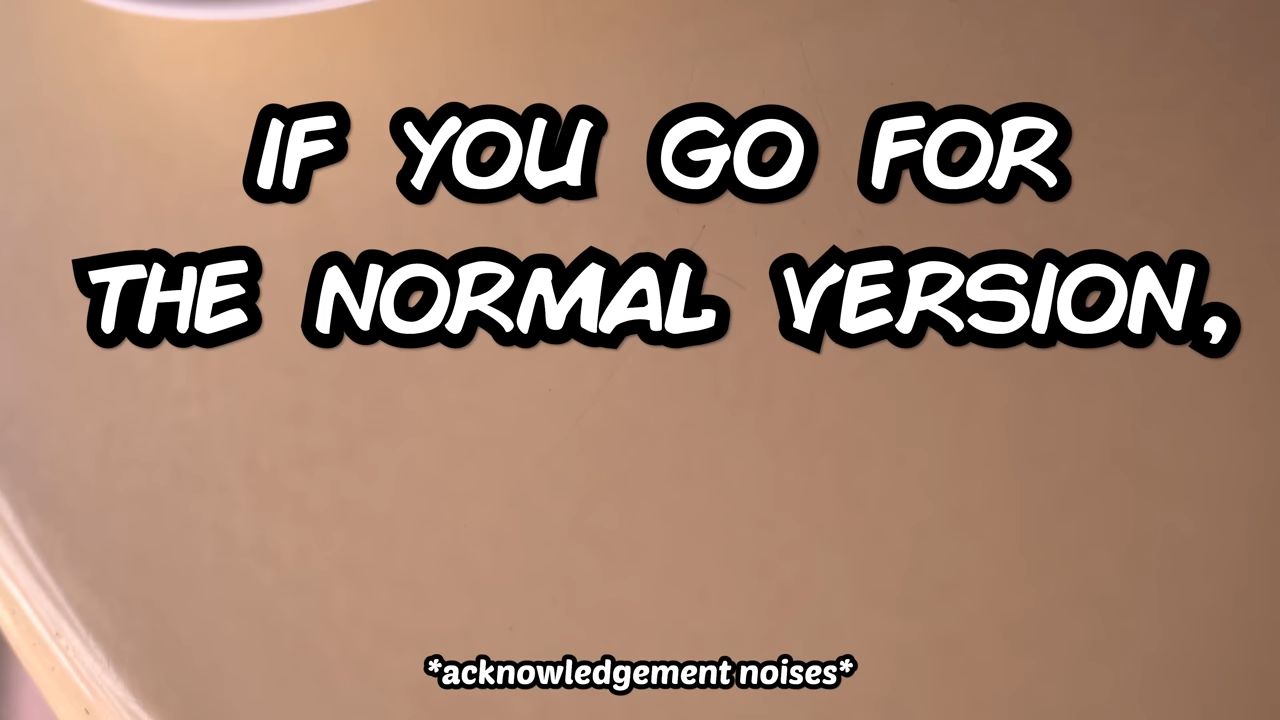 IF YOU GO FOR
THE NORMAL VERSION,
*acknowledgement noises*